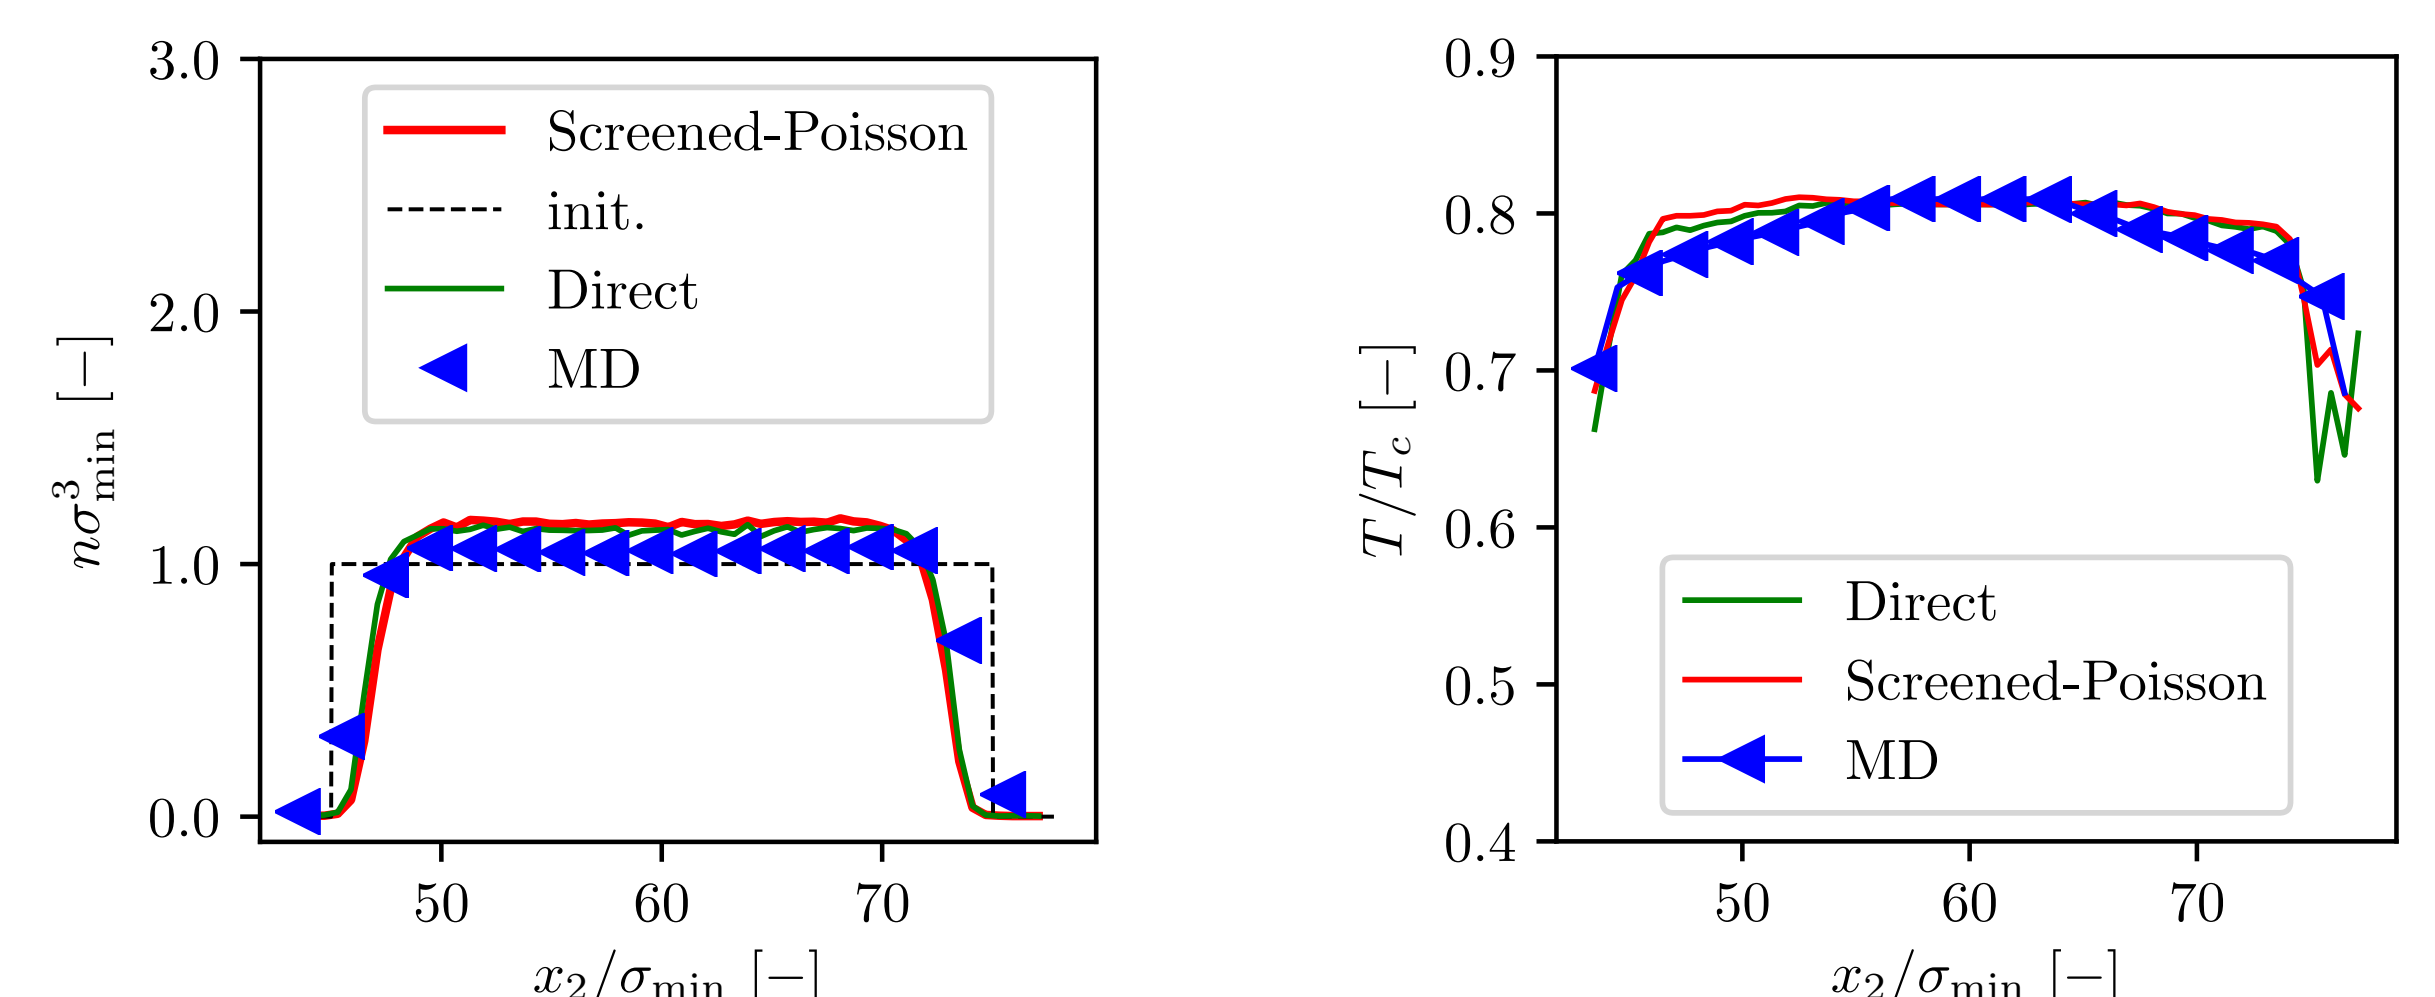 3.0
2.0
1.0
0.0
nσ³min [−]
Screened-Poisson
init.
Direct
MD
50 60 70
x₂/σmin [−]
0.9
0.8
0.7
0.6
0.5
0.4
T/Tc [−]
Direct
Screened-Poisson
MD
50 60 70
x₂/σmin [−]